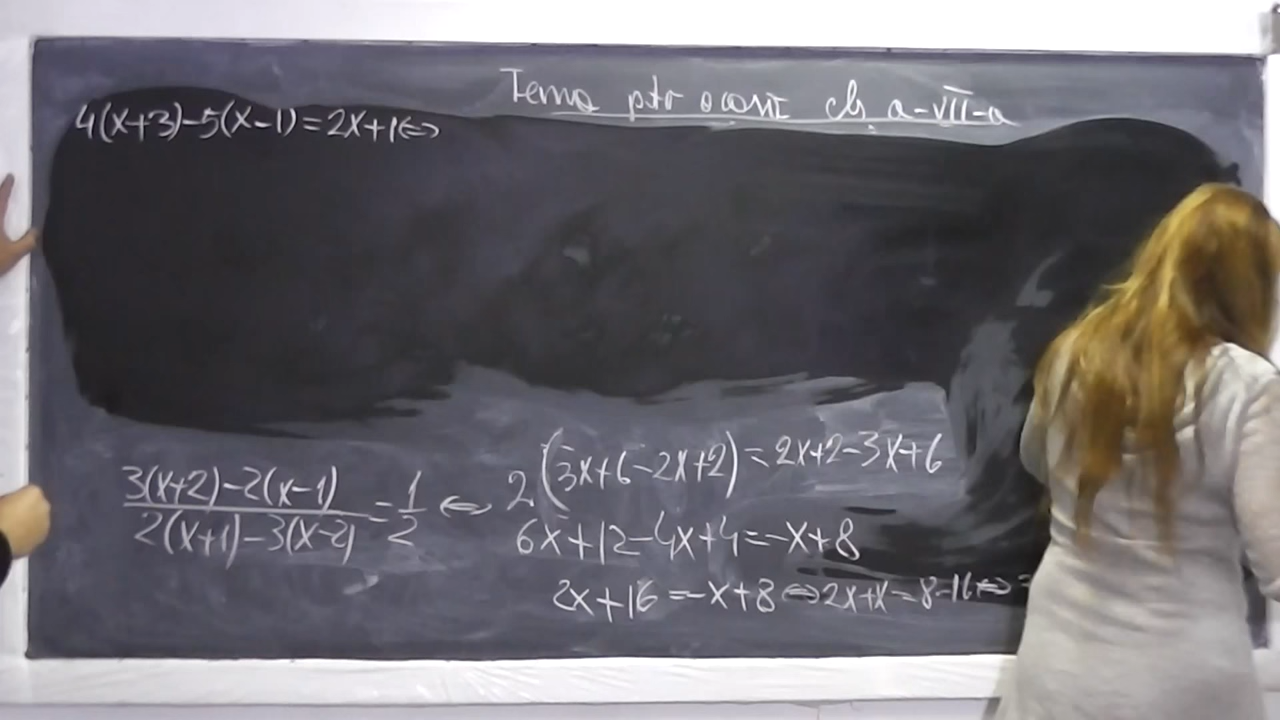 Tema ptr acasă cls a-VII-a
4(x+3)-5(x-1)=2x+1⇔
3(x+2)-2(x-1)/2(x+1)-3(x-2)=1/2 ⇔ 2(3x+6-2x+2)=2x+2-3x+6
6x+12-4x+4=-x+8
2x+16=-x+8⇔2x+x=8-16⇔